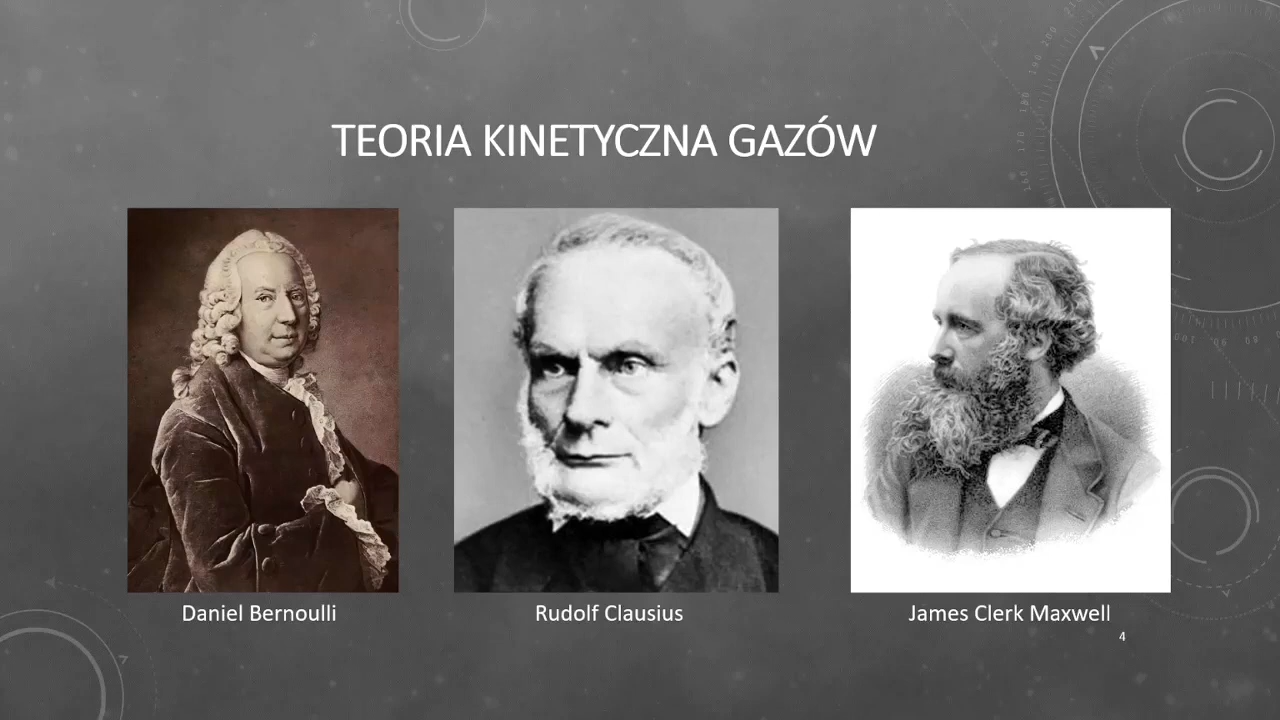 TEORIA KINETYCZNA GAZÓW
Daniel Bernoulli
Rudolf Clausius
James Clerk Maxwell
4